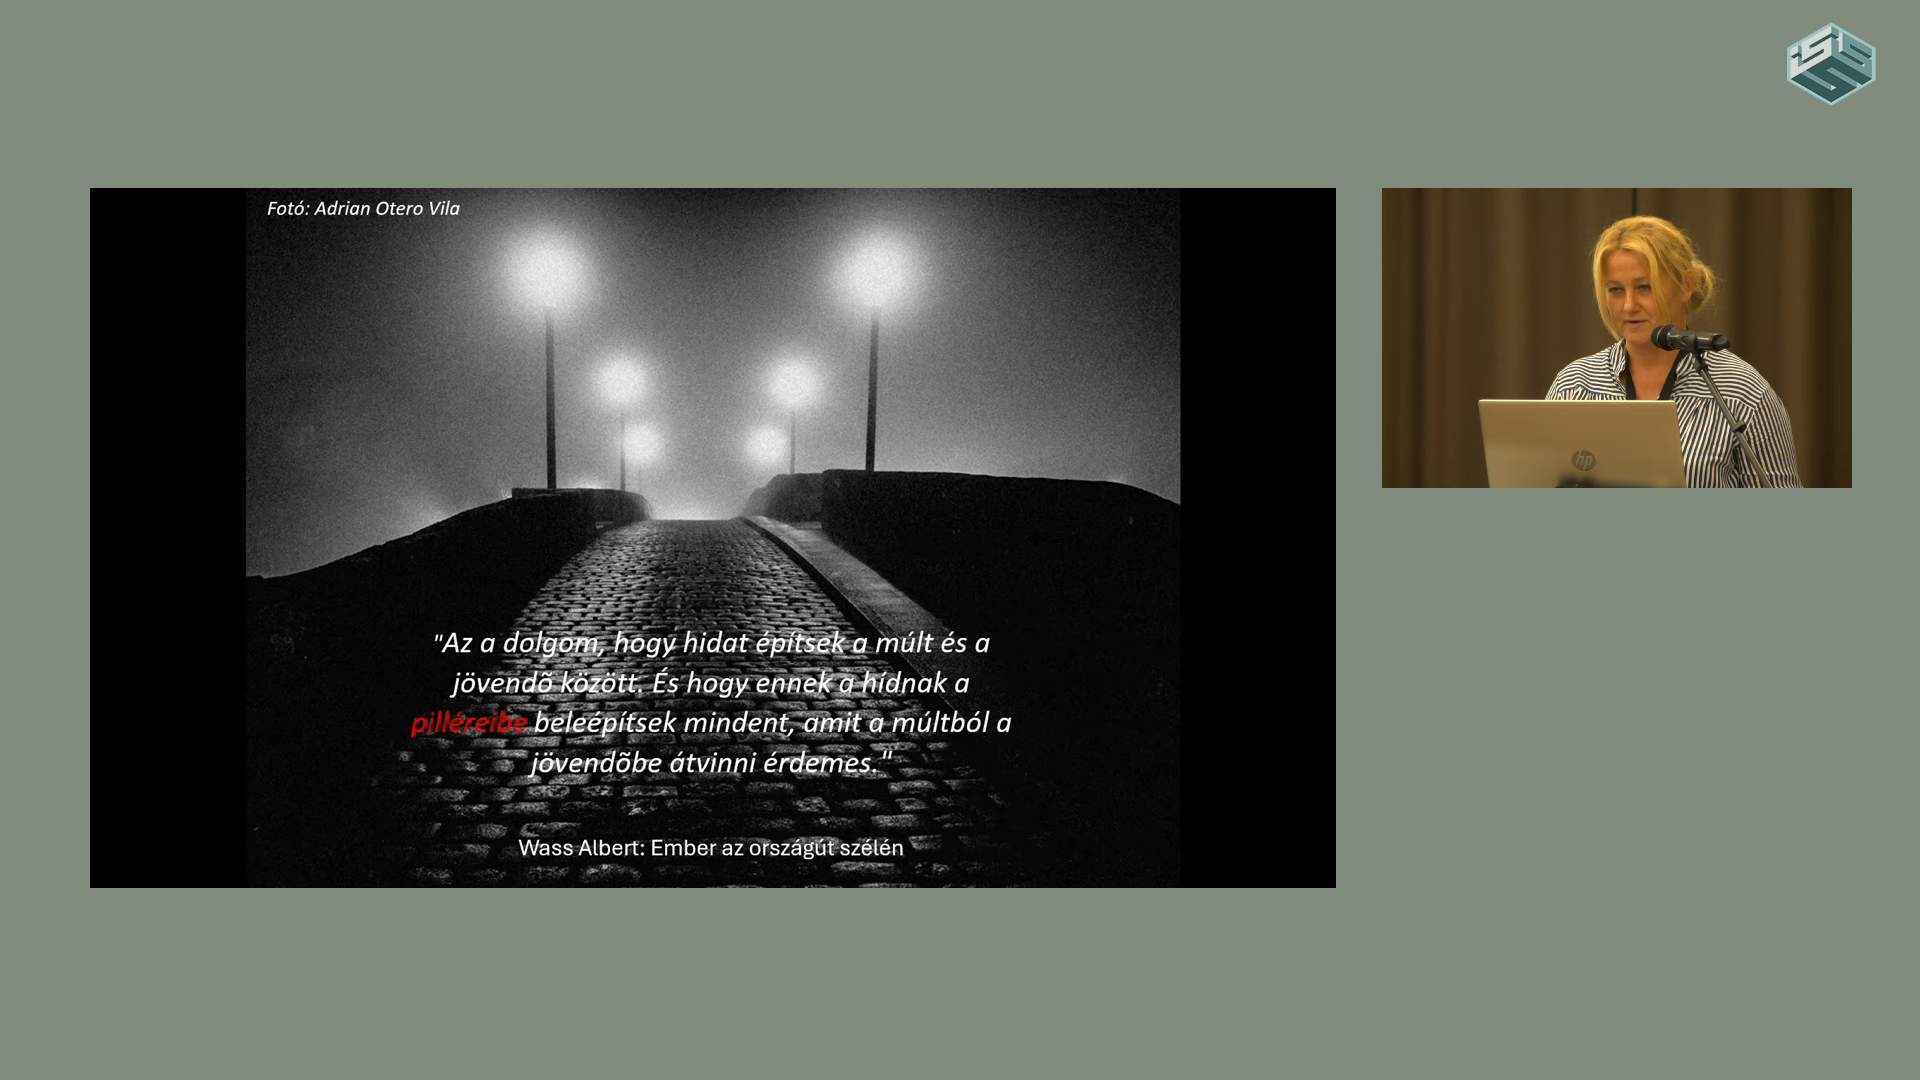 Fotó: Adrian Otero Vila
"Az a dolgom, hogy hidat építsek a múlt és a
jövendõ között. És hogy ennek a hídnak a
pilléreibe beleépítsek mindent, amit a múltból a
jövendõbe átvinni érdemes."
Wass Albert: Ember az országút szélén
hp